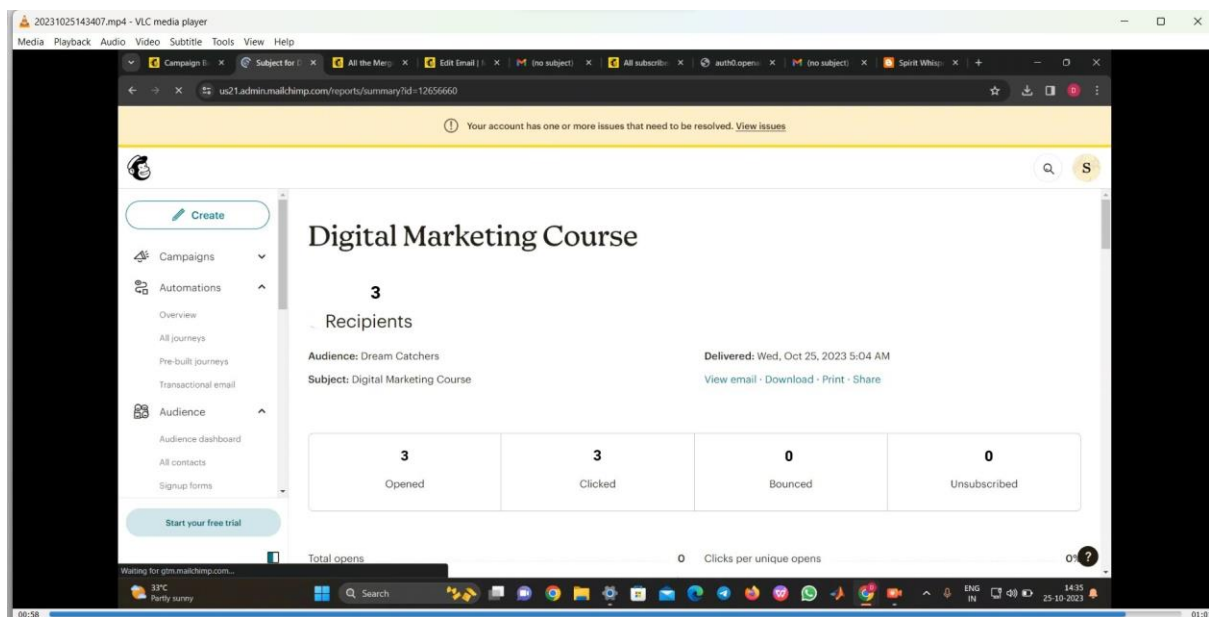 20231025143407.mp4 - VLC media player
Media Playback Audio Video Subtitle Tools View Help
Campaign B Subject for D All the Merg Edit Email | (no subject) All subscribe auth0.opena (no subject) Spirit Whisp
us21.admin.mailchimp.com/reports/summary?id=12656660
Your account has one or more issues that need to be resolved. View issues
S
Create
Digital Marketing Course
Campaigns
Automations
3
Overview
Recipients
All journeys
Audience: Dream Catchers Delivered: Wed, Oct 25, 2023 5:04 AM
Pre-built journeys
Subject: Digital Marketing Course View email · Download · Print · Share
Transactional email
Audience
Audience dashboard
3 3 0 0
All contacts
Opened Clicked Bounced Unsubscribed
Signup forms
Start your free trial
Total opens 0 Clicks per unique opens 0%
Waiting for gtm.mailchimp.com...
33°C
Partly sunny
Search
ENG
IN
14:35
25-10-2023
00:58